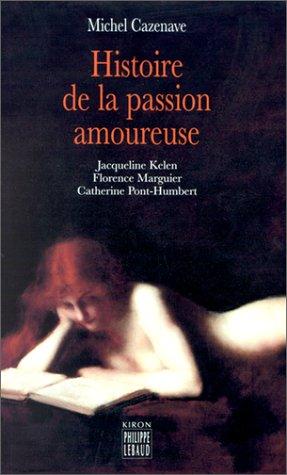 Michel Cazenave
Histoire
de la passion
amoureuse
Jacqueline Kelen
Florence Marguier
Catherine Pont-Humbert
KIRON
PHILIPPE
LEBAUD